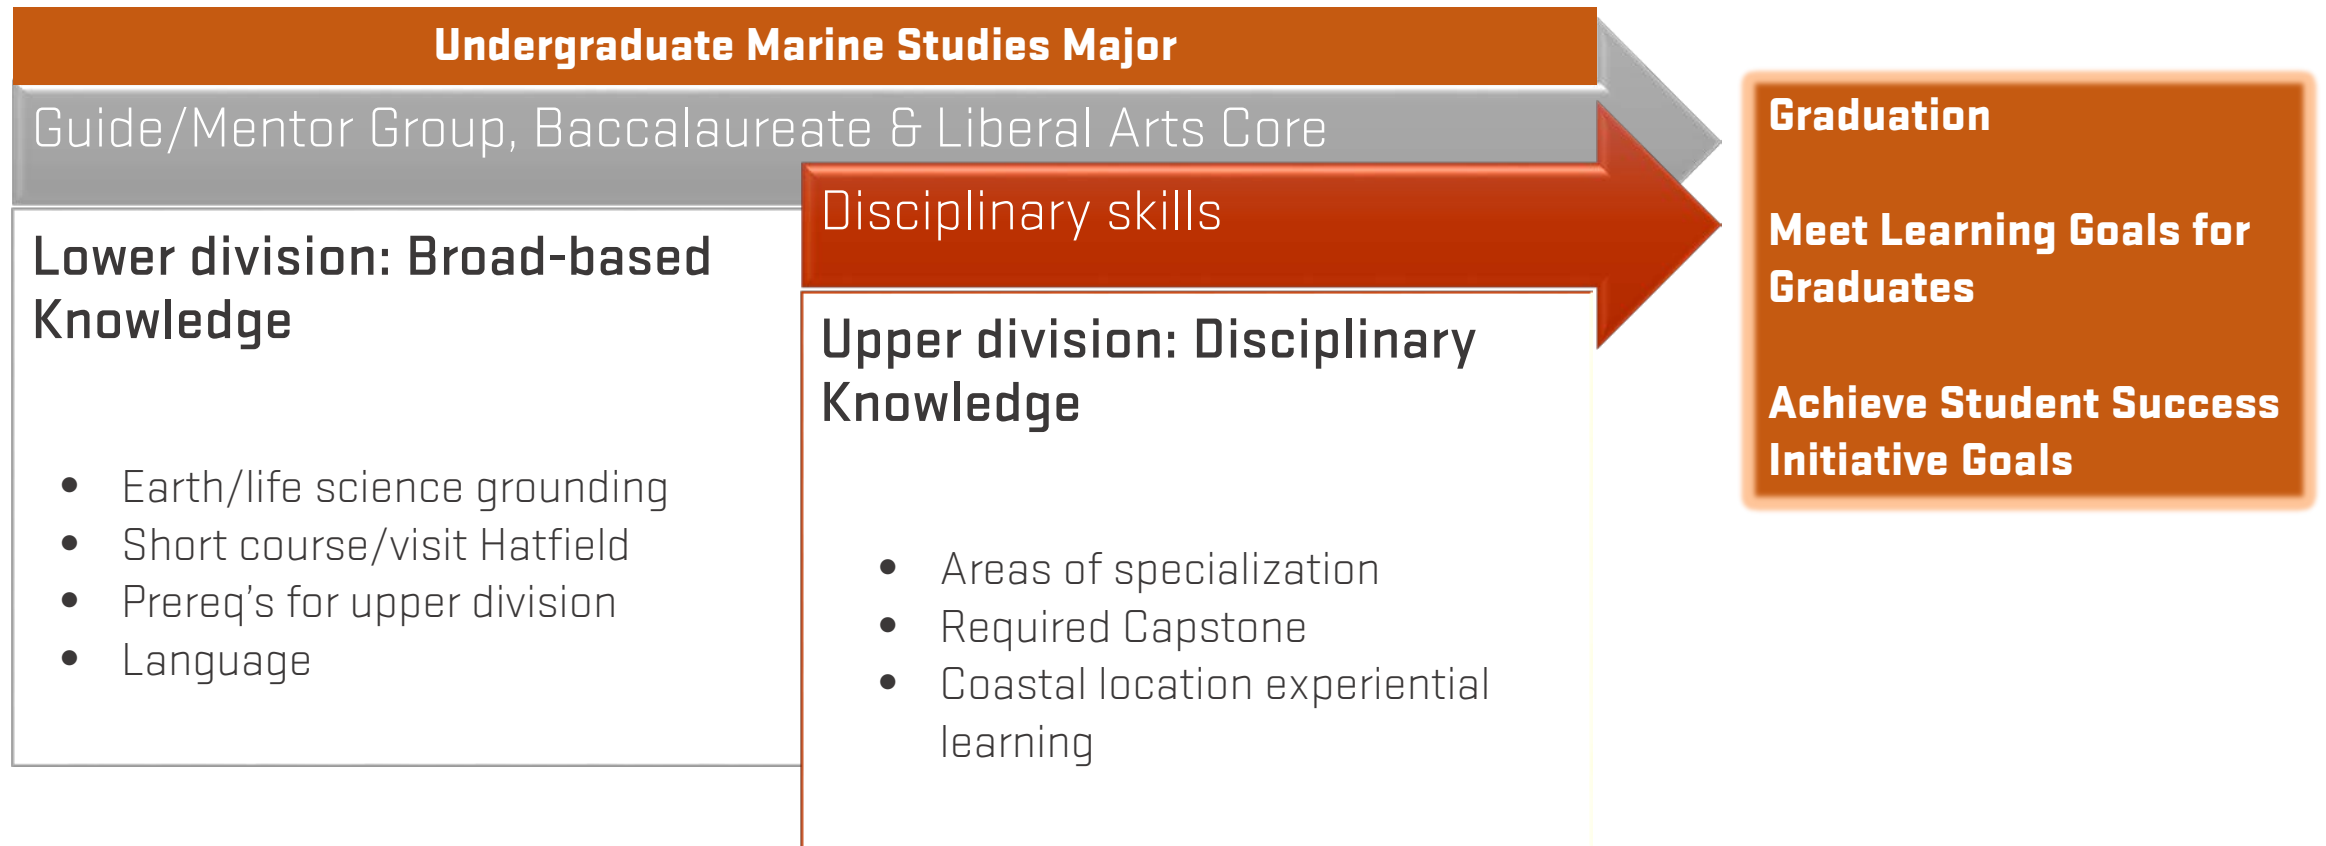 Undergraduate Marine Studies Major
Guide/Mentor Group, Baccalaureate & Liberal Arts Core
Disciplinary skills
Lower division: Broad-based
Knowledge
• Earth/life science grounding
• Short course/visit Hatfield
• Prereq's for upper division
• Language
Upper division: Disciplinary
Knowledge
• Areas of specialization
• Required Capstone
• Coastal location experiential
learning
Graduation
Meet Learning Goals for
Graduates
Achieve Student Success
Initiative Goals